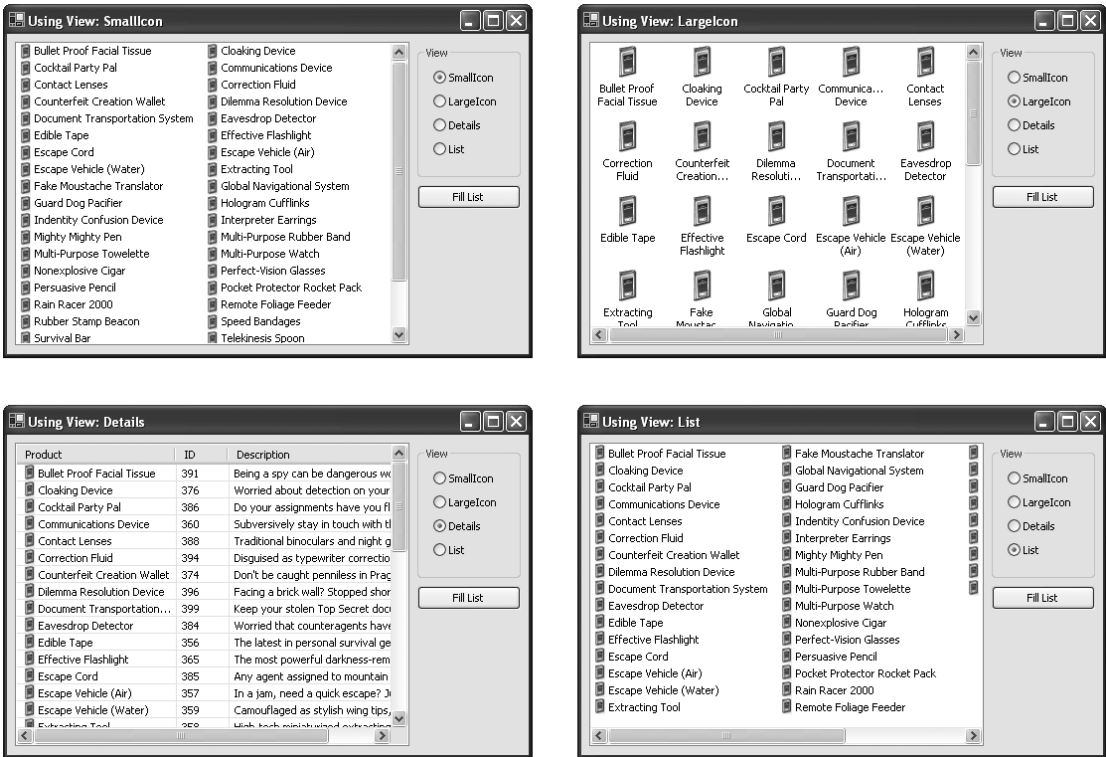 Using View: SmallIcon
Bullet Proof Facial Tissue Cloaking Device
Cocktail Party Pal Communications Device
Contact Lenses Correction Fluid
Counterfeit Creation Wallet Dilemma Resolution Device
Document Transportation System Eavesdrop Detector
Edible Tape Effective Flashlight
Escape Cord Escape Vehicle (Air)
Escape Vehicle (Water) Extracting Tool
Fake Moustache Translator Global Navigational System
Guard Dog Pacifier Hologram Cufflinks
Indentity Confusion Device Interpreter Earrings
Mighty Mighty Pen Multi-Purpose Rubber Band
Multi-Purpose Towelette Multi-Purpose Watch
Nonexplosive Cigar Perfect-Vision Glasses
Persuasive Pencil Pocket Protector Rocket Pack
Rain Racer 2000 Remote Foliage Feeder
Rubber Stamp Beacon Speed Bandages
Survival Bar Telekinesis Spoon
View
SmallIcon
LargeIcon
Details
List
Fill List
Using View: LargeIcon
Bullet Proof Cloaking Cocktail Party Communica... Contact
Facial Tissue Device Pal Device Lenses
Correction Counterfeit Dilemma Document Eavesdrop
Fluid Creation... Resoluti... Transportati... Detector
Edible Tape Effective Escape Cord Escape Vehicle Escape Vehicle
Flashlight (Air) (Water)
Extracting Fake Global Guard Dog Hologram
Tool Moustac... Navigatio... Pacifier Cufflinks
View
SmallIcon
LargeIcon
Details
List
Fill List
Using View: Details
Product ID Description
Bullet Proof Facial Tissue 391 Being a spy can be dangerous wo
Cloaking Device 376 Worried about detection on your
Cocktail Party Pal 386 Do your assignments have you fl
Communications Device 360 Subversively stay in touch with t
Contact Lenses 388 Traditional binoculars and night g
Correction Fluid 394 Disguised as typewriter correctio
Counterfeit Creation Wallet 374 Don't be caught penniless in Prag
Dilemma Resolution Device 396 Facing a brick wall? Stopped shor
Document Transportation... 399 Keep your stolen Top Secret docu
Eavesdrop Detector 384 Worried that counteragents have
Edible Tape 356 The latest in personal survival ge
Effective Flashlight 365 The most powerful darkness-rem
Escape Cord 385 Any agent assigned to mountain
Escape Vehicle (Air) 357 In a jam, need a quick escape? J
Escape Vehicle (Water) 359 Camouflaged as stylish wing tips,
Extracting Tool 358 High-tech miniaturized extracting
View
SmallIcon
LargeIcon
Details
List
Fill List
Using View: List
Bullet Proof Facial Tissue Fake Moustache Translator
Cloaking Device Global Navigational System
Cocktail Party Pal Guard Dog Pacifier
Communications Device Hologram Cufflinks
Contact Lenses Indentity Confusion Device
Correction Fluid Interpreter Earrings
Counterfeit Creation Wallet Mighty Mighty Pen
Dilemma Resolution Device Multi-Purpose Rubber Band
Document Transportation System Multi-Purpose Towelette
Eavesdrop Detector Multi-Purpose Watch
Edible Tape Nonexplosive Cigar
Effective Flashlight Perfect-Vision Glasses
Escape Cord Persuasive Pencil
Escape Vehicle (Air) Pocket Protector Rocket Pack
Escape Vehicle (Water) Rain Racer 2000
Extracting Tool Remote Foliage Feeder
View
SmallIcon
LargeIcon
Details
List
Fill List